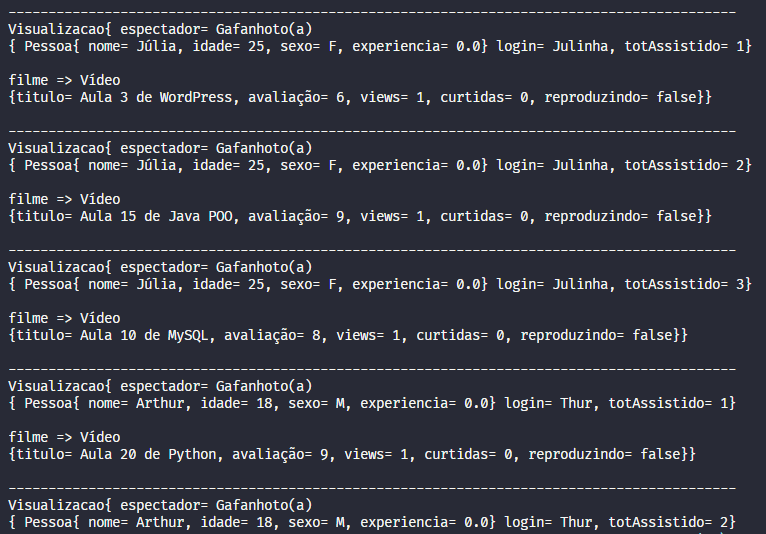 -------------------------------------------------------------------------------------------
Visualizacao{ espectador= Gafanhoto(a)
{ Pessoa{ nome= Júlia, idade= 25, sexo= F, experiencia= 0.0} login= Julinha, totAssistido= 1}
filme => Vídeo
{titulo= Aula 3 de WordPress, avaliação= 6, views= 1, curtidas= 0, reproduzindo= false}}
-------------------------------------------------------------------------------------------
Visualizacao{ espectador= Gafanhoto(a)
{ Pessoa{ nome= Júlia, idade= 25, sexo= F, experiencia= 0.0} login= Julinha, totAssistido= 2}
filme => Vídeo
{titulo= Aula 15 de Java POO, avaliação= 9, views= 1, curtidas= 0, reproduzindo= false}}
-------------------------------------------------------------------------------------------
Visualizacao{ espectador= Gafanhoto(a)
{ Pessoa{ nome= Júlia, idade= 25, sexo= F, experiencia= 0.0} login= Julinha, totAssistido= 3}
filme => Vídeo
{titulo= Aula 10 de MySQL, avaliação= 8, views= 1, curtidas= 0, reproduzindo= false}}
-------------------------------------------------------------------------------------------
Visualizacao{ espectador= Gafanhoto(a)
{ Pessoa{ nome= Arthur, idade= 18, sexo= M, experiencia= 0.0} login= Thur, totAssistido= 1}
filme => Vídeo
{titulo= Aula 20 de Python, avaliação= 9, views= 1, curtidas= 0, reproduzindo= false}}
-------------------------------------------------------------------------------------------
Visualizacao{ espectador= Gafanhoto(a)
{ Pessoa{ nome= Arthur, idade= 18, sexo= M, experiencia= 0.0} login= Thur, totAssistido= 2}